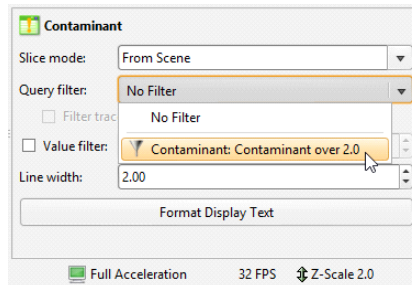 Contaminant
Slice mode: From Scene
Query filter: No Filter
Filter trac
No Filter
Value filter:
Contaminant: Contaminant over 2.0
Line width: 2.00
Format Display Text
Full Acceleration 32 FPS Z-Scale 2.0